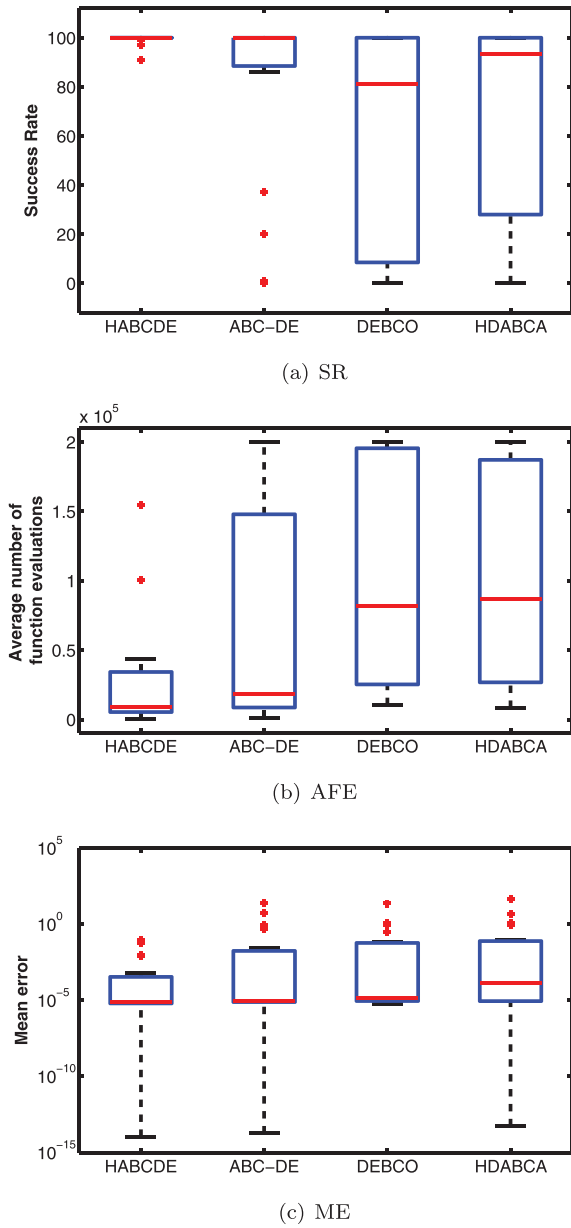 100
80
60
40
20
0
Success Rate
HABCDE ABC-DE DEBCO HDABCA
(a) SR
x 10^5
2
1.5
1
0.5
0
Average number of
function evaluations
HABCDE ABC-DE DEBCO HDABCA
(b) AFE
10^5
10^0
10^-5
10^-10
10^-15
Mean error
HABCDE ABC-DE DEBCO HDABCA
(c) ME